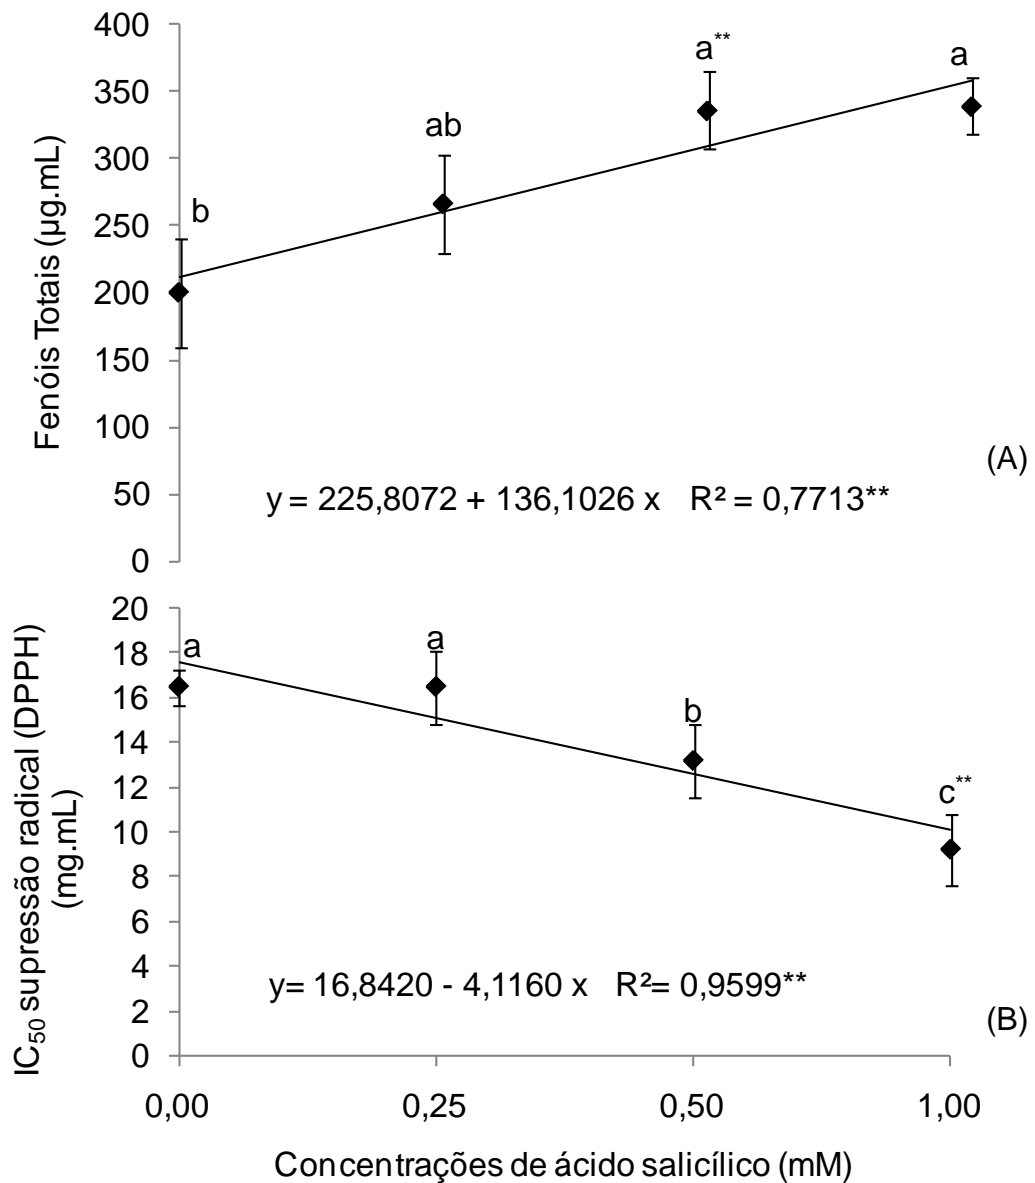 Fenóis Totais (µg.mL)
400
350
300
250
200
150
100
50
0
b
ab
a**
a
(A)
y = 225,8072 + 136,1026 x R² = 0,7713**
IC50 supressão radical (DPPH)
(mg.mL)
20
18
16
14
12
10
8
6
4
2
0
a
a
b
c**
y= 16,8420 - 4,1160 x R²= 0,9599**
(B)
0,00 0,25 0,50 1,00
Concentrações de ácido salicílico (mM)